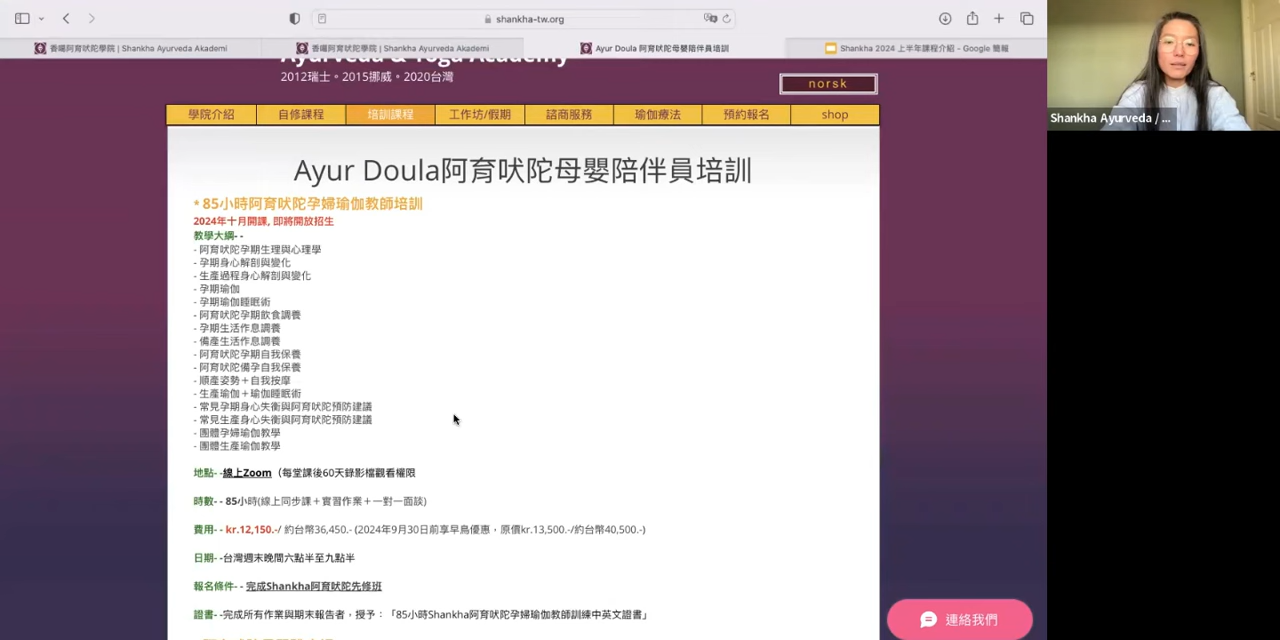 shankha-tw.org
香曍阿育吠陀學院 | Shankha Ayurveda Akademi
香曍阿育吠陀學院 | Shankha Ayurveda Akademi
Ayur Doula 阿育吠陀母嬰陪伴員培訓
Shankha 2024 上半年課程介紹 - Google 簡報
Ayurveda & Yoga Academy
2012瑞士。2015挪威。2020台灣
norsk
學院介紹 自修課程 培訓課程 工作坊/假期 諮商服務 瑜伽療法 預約報名 shop
Ayur Doula阿育吠陀母嬰陪伴員培訓
* 85小時阿育吠陀孕婦瑜伽教師培訓
2024年十月開課, 即將開放招生
教學大綱- -
- 阿育吠陀孕期生理與心理學
- 孕期身心解剖與變化
- 生產過程身心解剖與變化
- 孕期瑜伽
- 孕期瑜伽睡眠術
- 阿育吠陀孕期飲食調養
- 孕期生活作息調養
- 備產生活作息調養
- 阿育吠陀孕期自我保養
- 阿育吠陀備孕自我保養
- 順產姿勢＋自我按摩
- 生產瑜伽＋瑜伽睡眠術
- 常見孕期身心失衡與阿育吠陀預防建議
- 常見生產身心失衡與阿育吠陀預防建議
- 團體孕婦瑜伽教學
- 團體生產瑜伽教學
地點- -線上Zoom（每堂課後60天錄影檔觀看權限
時數- - 85小時(線上同步課＋實習作業＋一對一面談)
費用- - kr.12,150.-/ 約台幣36,450.- (2024年9月30日前享早鳥優惠，原價kr.13,500.-/約台幣40,500.-)
日期- -台灣週末晚間六點半至九點半
報名條件- - 完成Shankha阿育吠陀先修班
證書- -完成所有作業與期末報告者，授予：「85小時Shankha阿育吠陀孕婦瑜伽教師訓練中英文證書」
連絡我們
Shankha Ayurveda / ...